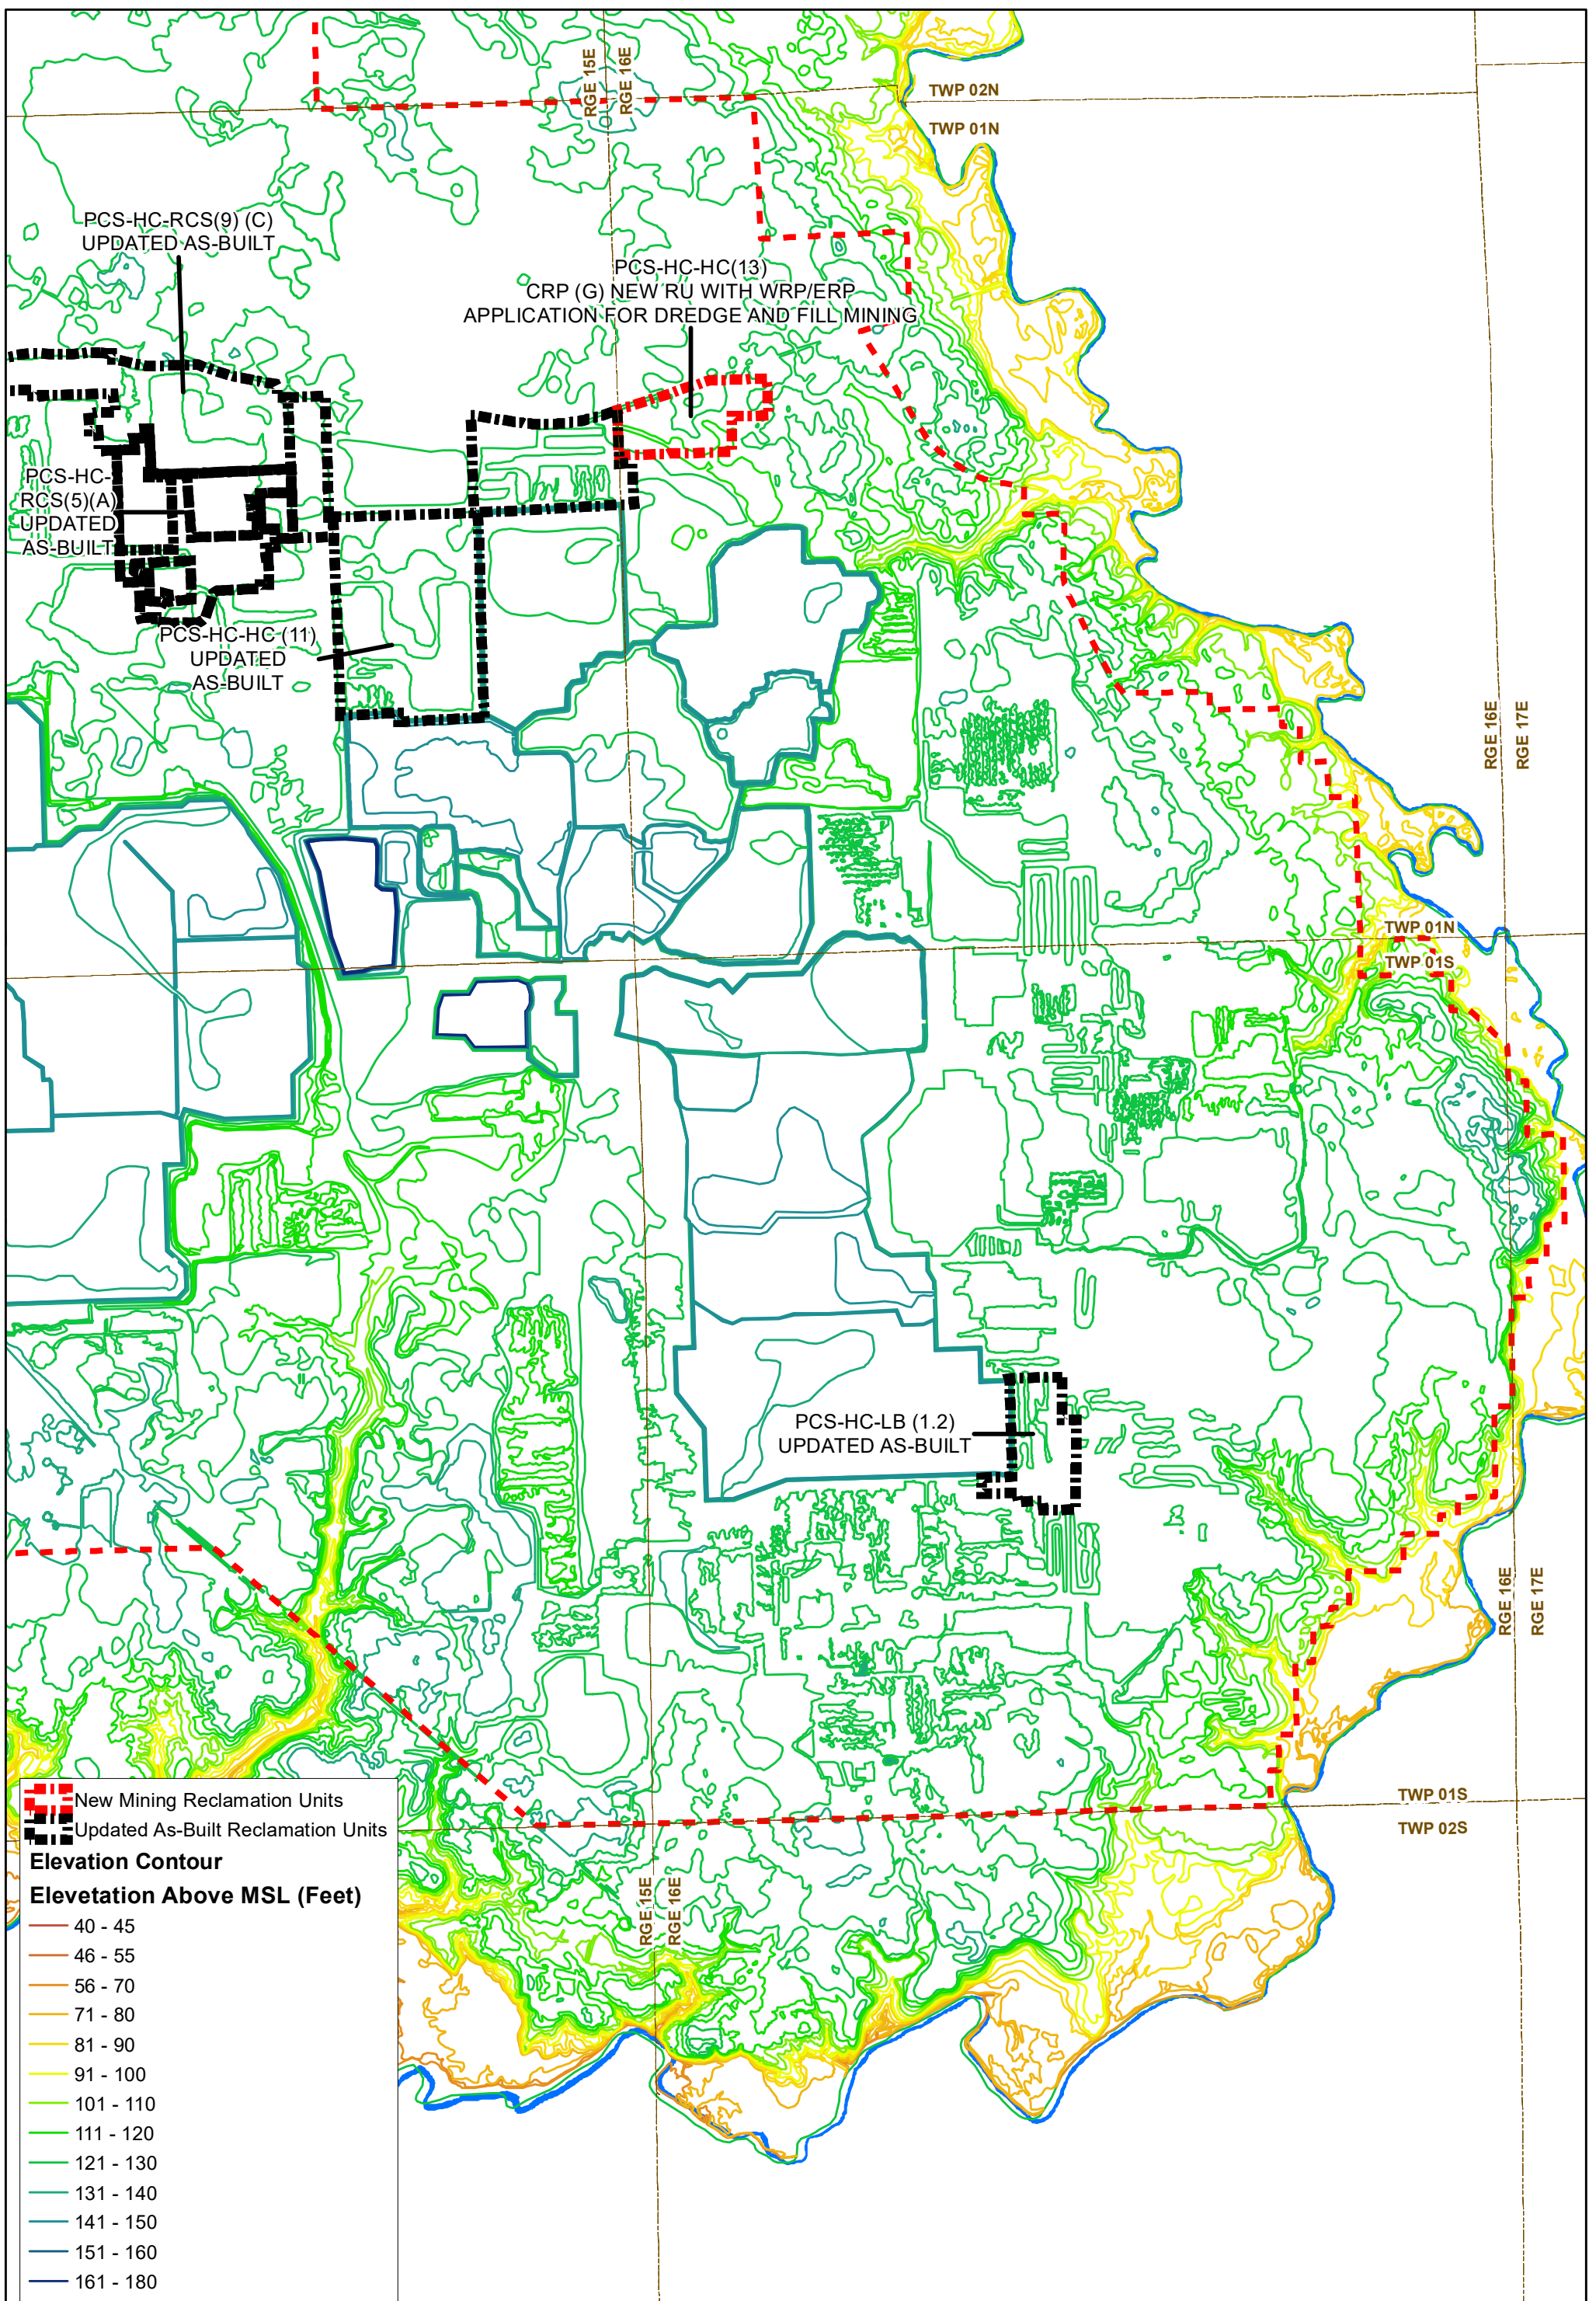 RGE 15E
RGE 16E
TWP 02N
TWP 01N
PCS-HC-RCS(9) (C)
UPDATED AS-BUILT
PCS-HC-HC(13)
CRP (G) NEW RU WITH WRP/ERP
APPLICATION FOR DREDGE AND FILL MINING
PCS-HC-
RCS(5)(A)
UPDATED
AS-BUILT
PCS-HC-HC (11)
UPDATED
AS-BUILT
RGE 16E
RGE 17E
TWP 01N
TWP 01S
PCS-HC-LB (1.2)
UPDATED AS-BUILT
RGE 16E
RGE 17E
TWP 01S
TWP 02S
RGE 15E
RGE 16E
New Mining Reclamation Units
Updated As-Built Reclamation Units
Elevation Contour
Elevetation Above MSL (Feet)
40 - 45
46 - 55
56 - 70
71 - 80
81 - 90
91 - 100
101 - 110
111 - 120
121 - 130
131 - 140
141 - 150
151 - 160
161 - 180